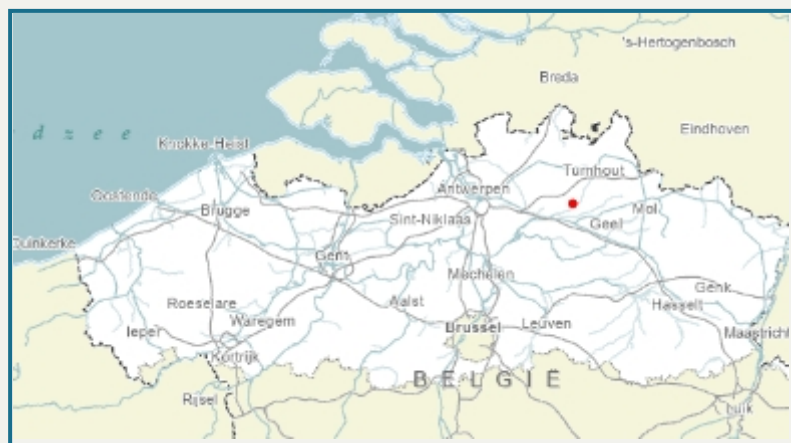 's-Hertogenbosch
Breda
Eindhoven
d z e e
Knokke-Heist
Turnhout
Oostende
Antwerpen
Brugge
Sint-Niklaas
Mol
Geel
Duinkerke
Gent
Mechelen
Genk
Roeselare
Aalst
Hasselt
Ieper
Waregem
Brussel
Leuven
Maastricht
Kortrijk
BELGIË
Rijsel
Luik